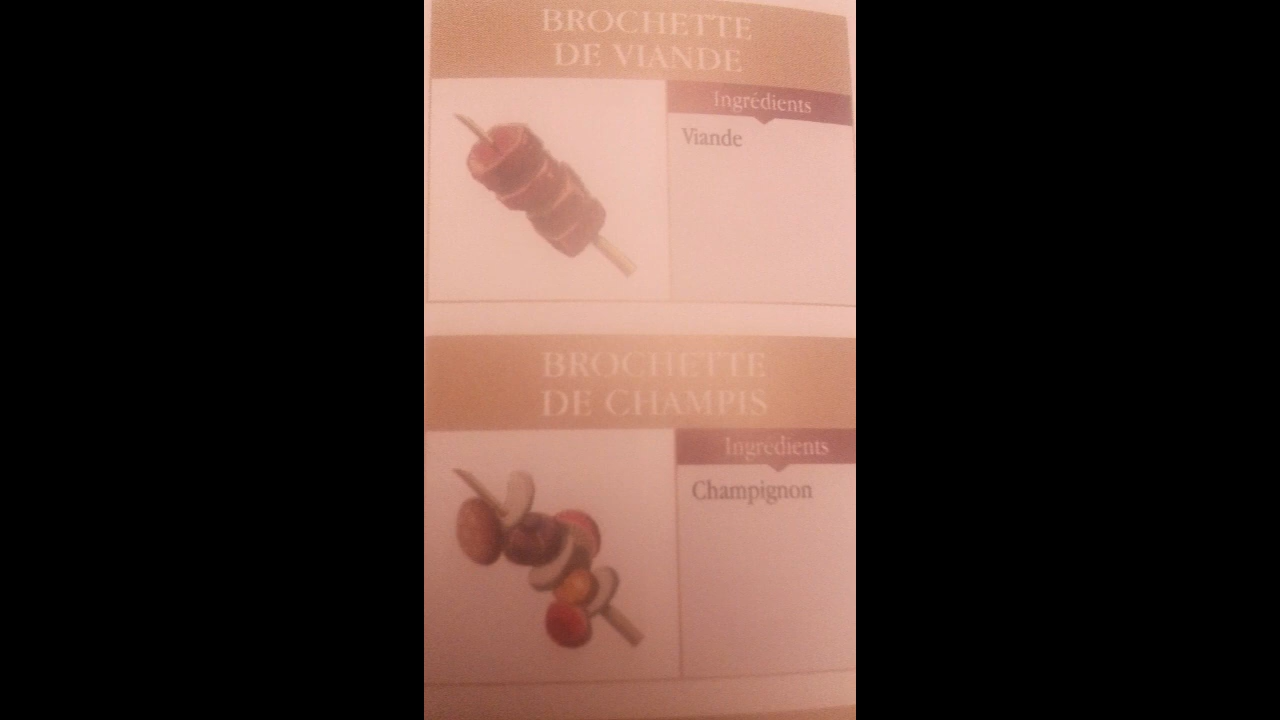 BROCHETTE
DE VIANDE
Ingrédients
Viande
BROCHETTE
DE CHAMPIS
Ingrédients
Champignon